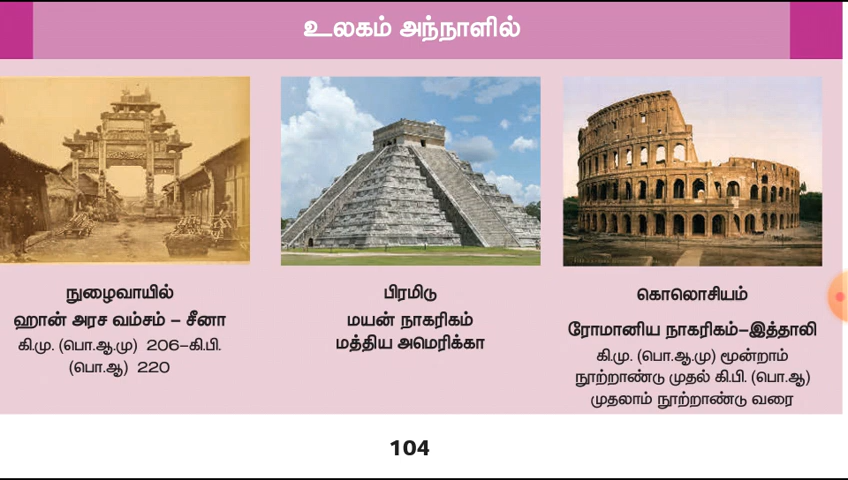 உலகம் அந்நாளில்
நுழைவாயில்
ஹான் அரச வம்சம் – சீனா
கி.மு. (பொ.ஆ.மு) 206–கி.பி.
(பொ.ஆ) 220
பிரமிடு
மயன் நாகரிகம்
மத்திய அமெரிக்கா
கொலொசியம்
ரோமானிய நாகரிகம்–இத்தாலி
கி.மு. (பொ.ஆ.மு) மூன்றாம்
நூற்றாண்டு முதல் கி.பி. (பொ.ஆ)
முதலாம் நூற்றாண்டு வரை
104